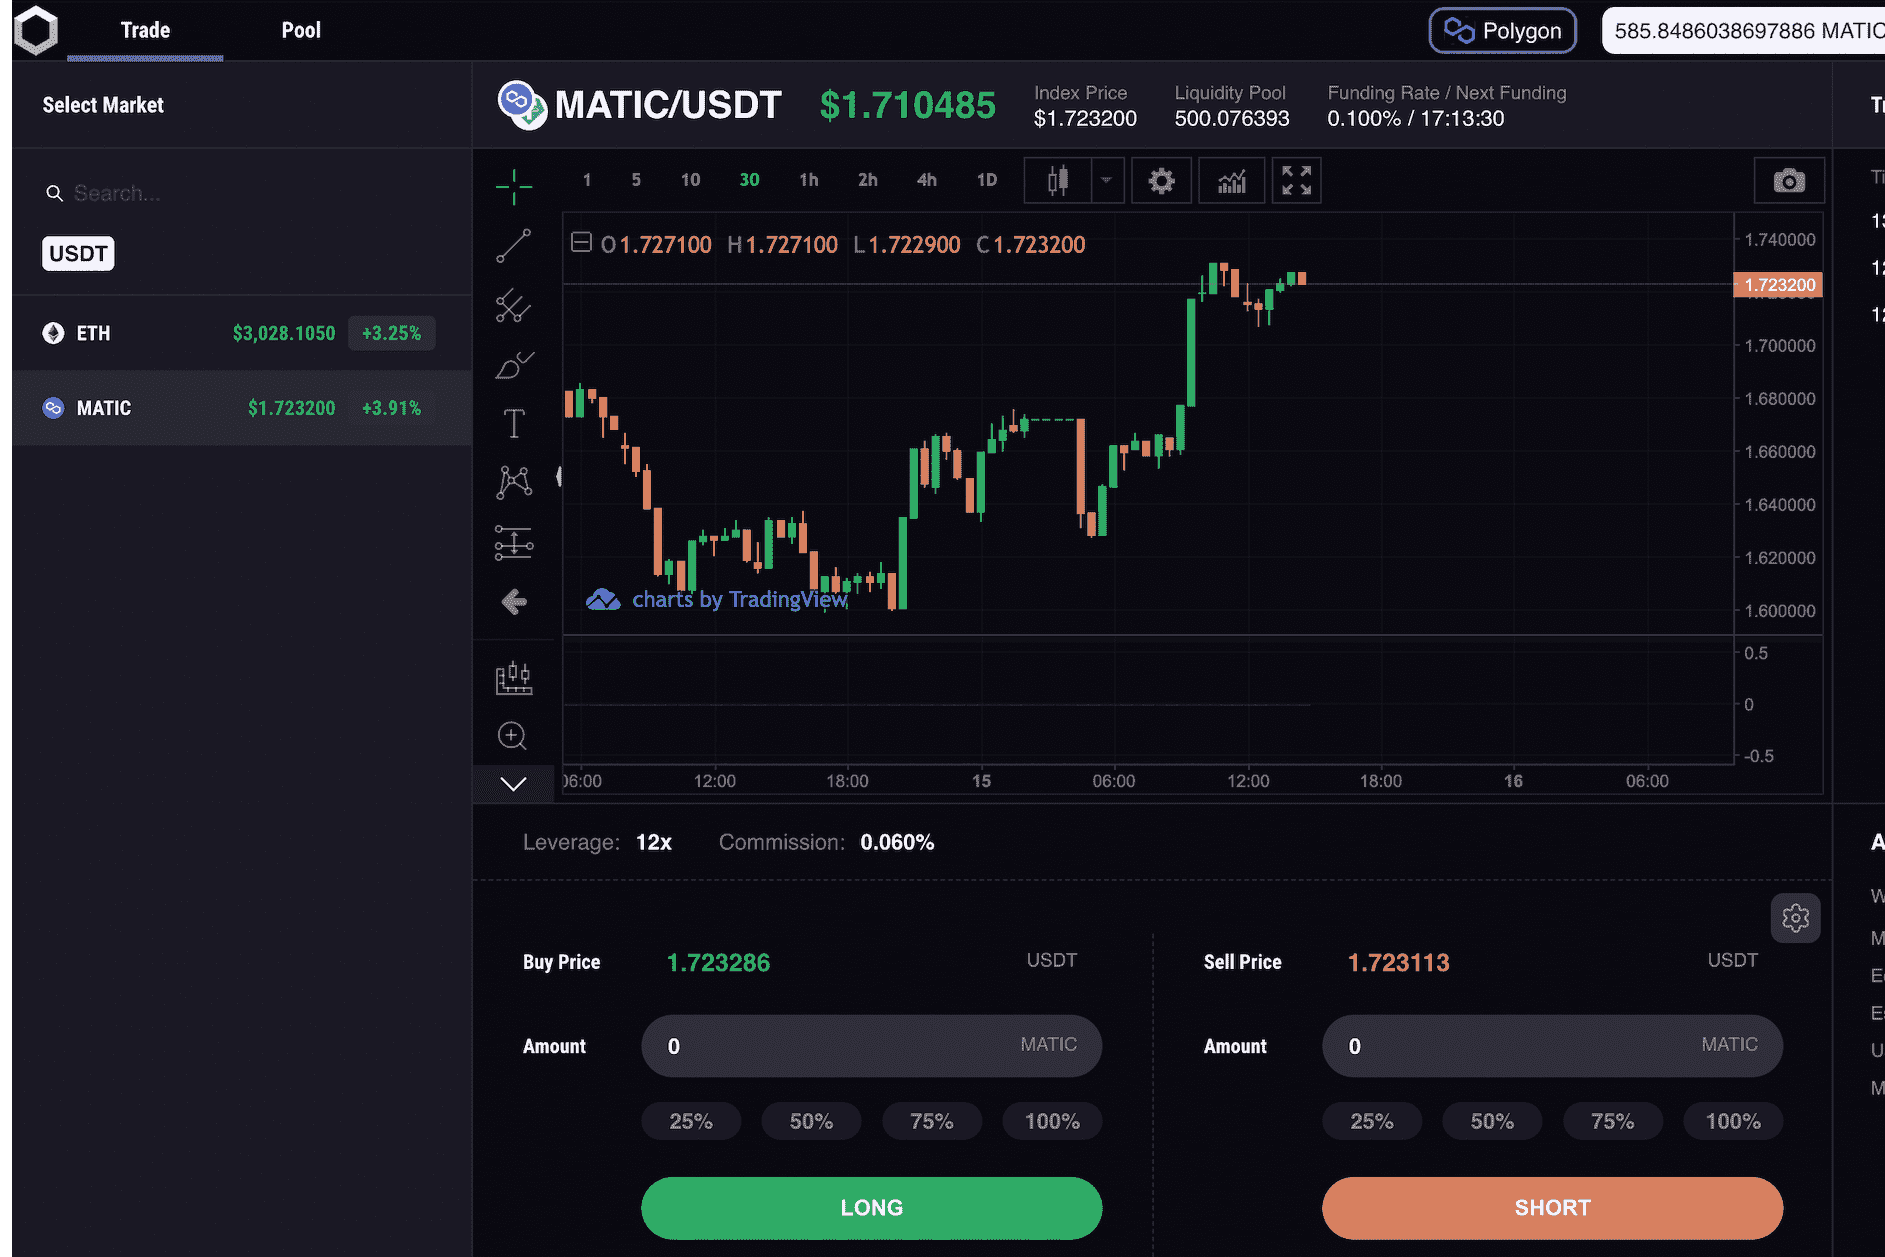 Trade Pool Polygon 585.8486038697886 MATIC
Select Market
MATIC/USDT $1.710485
Index Price Liquidity Pool Funding Rate / Next Funding
$1.723200 500.076393 0.100% / 17:13:30
Search...
USDT
ETH $3,028.1050 +3.25%
MATIC $1.723200 +3.91%
1 5 10 30 1h 2h 4h 1D
O1.727100 H1.727100 L1.722900 C1.723200
1.740000
1.723200
1.700000
1.680000
1.660000
1.640000
1.620000
1.600000
charts by TradingView
0.5
0
-0.5
06:00 12:00 18:00 15 06:00 12:00 18:00 16 06:00
Leverage: 12x Commission: 0.060%
Buy Price 1.723286 USDT
Amount 0 MATIC
25% 50% 75% 100%
LONG
Sell Price 1.723113 USDT
Amount 0 MATIC
25% 50% 75% 100%
SHORT